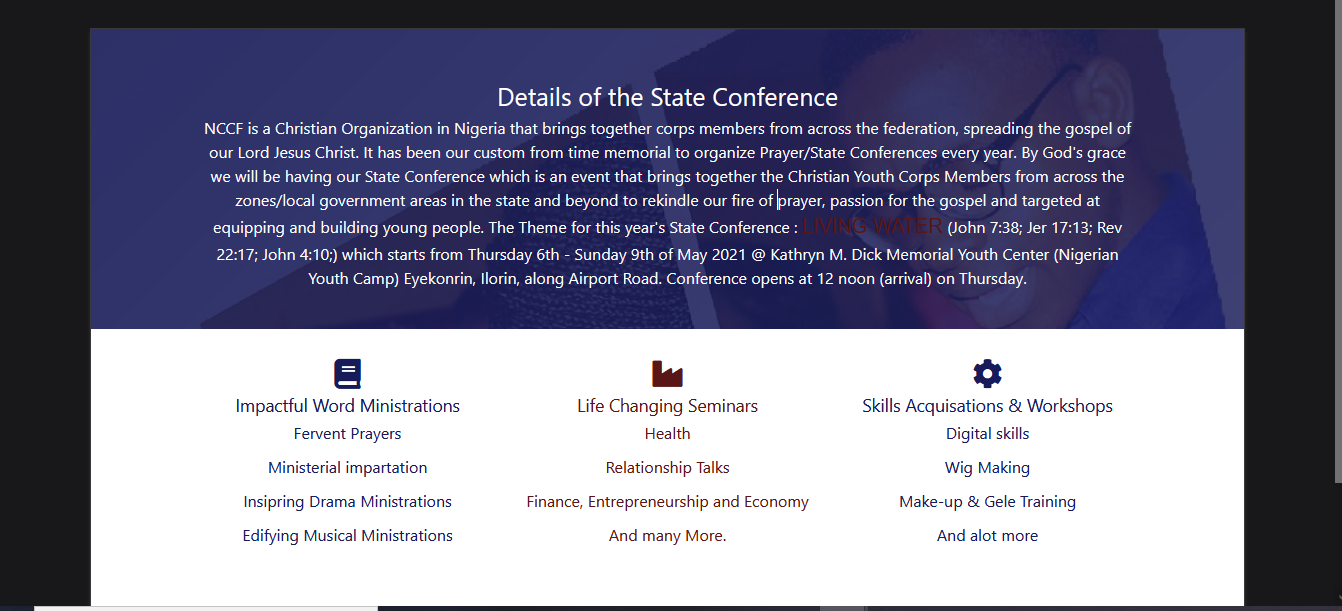 Details of the State Conference
NCCF is a Christian Organization in Nigeria that brings together corps members from across the federation, spreading the gospel of
our Lord Jesus Christ. It has been our custom from time memorial to organize Prayer/State Conferences every year. By God's grace
we will be having our State Conference which is an event that brings together the Christian Youth Corps Members from across the
zones/local government areas in the state and beyond to rekindle our fire of prayer, passion for the gospel and targeted at
equipping and building young people. The Theme for this year's State Conference : LIVING WATER (John 7:38; Jer 17:13; Rev
22:17; John 4:10;) which starts from Thursday 6th - Sunday 9th of May 2021 @ Kathryn M. Dick Memorial Youth Center (Nigerian
Youth Camp) Eyekonrin, Ilorin, along Airport Road. Conference opens at 12 noon (arrival) on Thursday.
Impactful Word Ministrations
Fervent Prayers
Ministerial impartation
Insipring Drama Ministrations
Edifying Musical Ministrations
Life Changing Seminars
Health
Relationship Talks
Finance, Entrepreneurship and Economy
And many More.
Skills Acquisations & Workshops
Digital skills
Wig Making
Make-up & Gele Training
And alot more